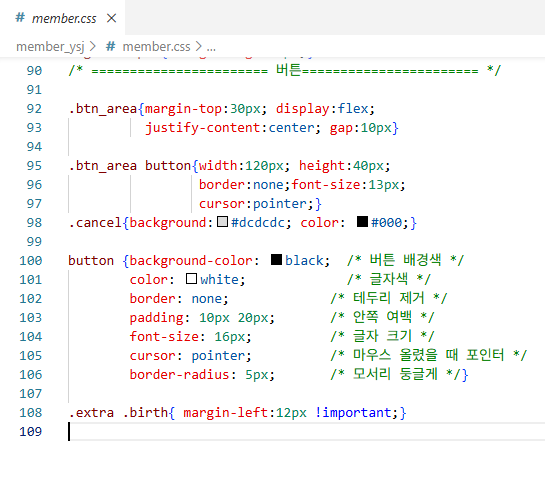 # member.css ×
member_ysj > # member.css > ...
90 /* ======================= 버튼======================= */
91
92 .btn_area{margin-top:30px; display:flex;
93 justify-content:center; gap:10px}
94
95 .btn_area button{width:120px; height:40px;
96 border:none;font-size:13px;
97 cursor:pointer;}
98 .cancel{background:#dcdcdc; color: #000;}
99
100 button {background-color: black; /* 버튼 배경색 */
101 color: white; /* 글자색 */
102 border: none; /* 테두리 제거 */
103 padding: 10px 20px; /* 안쪽 여백 */
104 font-size: 16px; /* 글자 크기 */
105 cursor: pointer; /* 마우스 올렸을 때 포인터 */
106 border-radius: 5px; /* 모서리 둥글게 */}
107
108 .extra .birth{ margin-left:12px !important;}
109